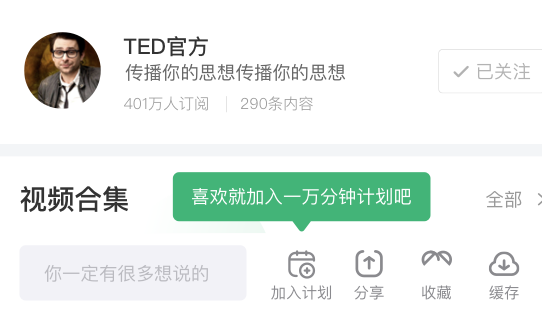 TED官方
传播你的思想传播你的思想
401万人订阅 290条内容
已关注
喜欢就加入一万分钟计划吧
视频合集
全部
你一定有很多想说的
加入计划 分享 收藏 缓存